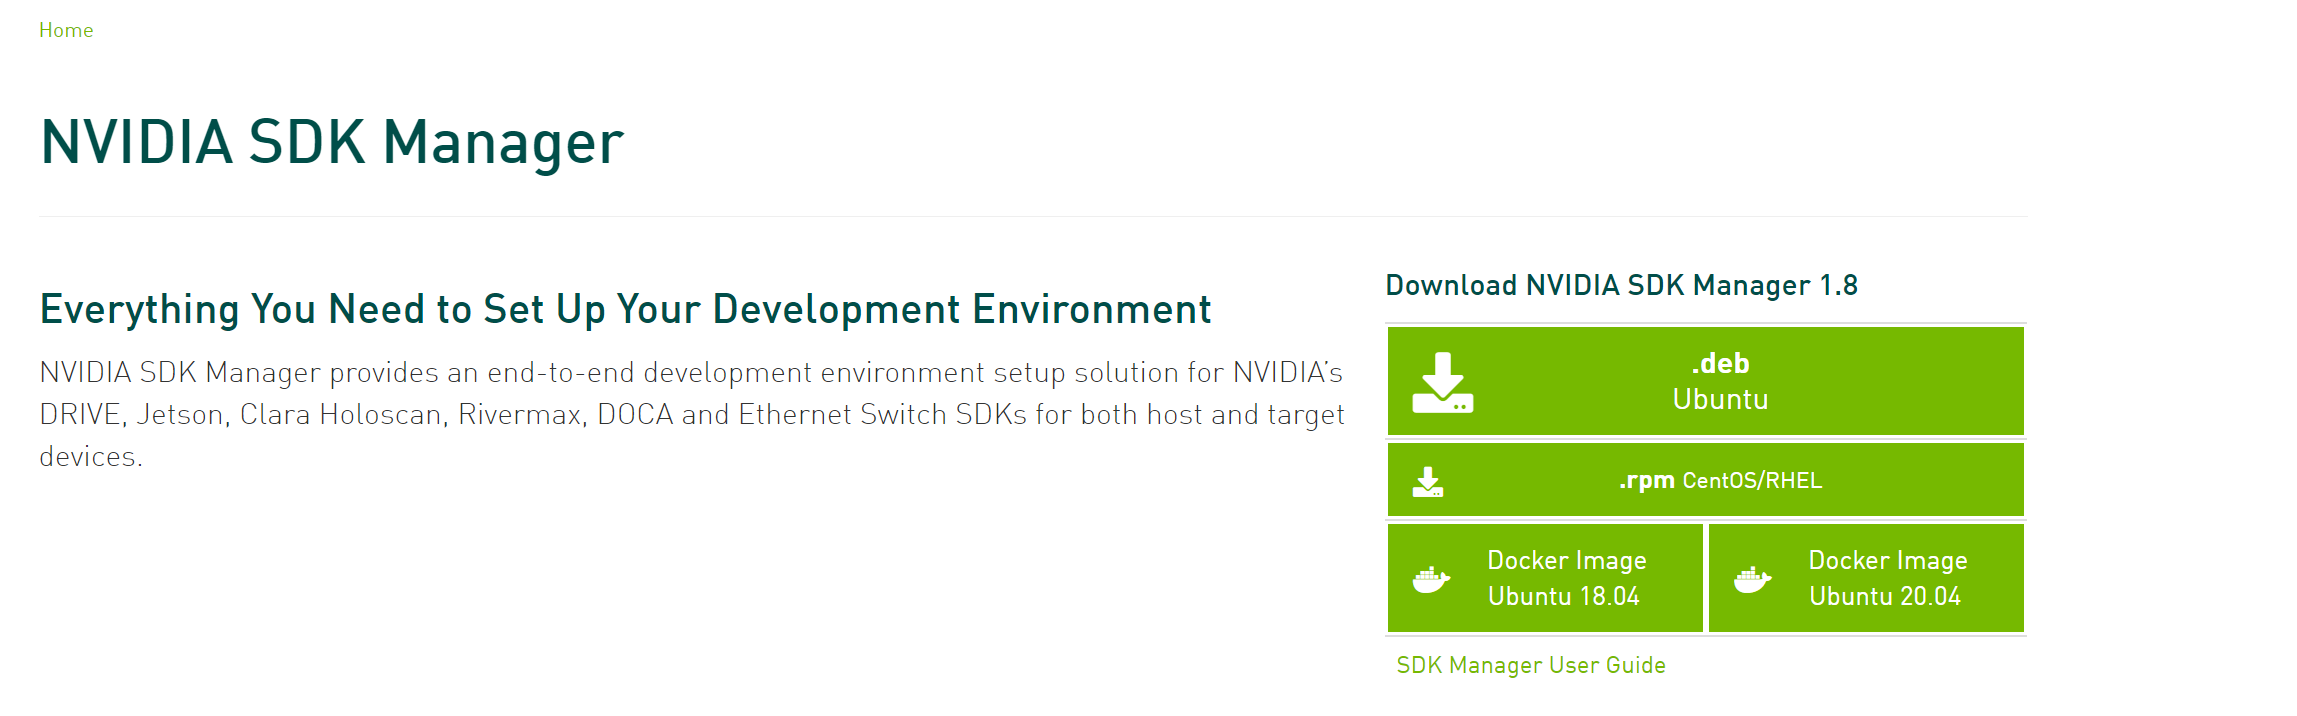 Home
NVIDIA SDK Manager
Everything You Need to Set Up Your Development Environment
NVIDIA SDK Manager provides an end-to-end development environment setup solution for NVIDIA’s
DRIVE, Jetson, Clara Holoscan, Rivermax, DOCA and Ethernet Switch SDKs for both host and target
devices.
Download NVIDIA SDK Manager 1.8
.deb
Ubuntu
.rpm CentOS/RHEL
Docker Image
Ubuntu 18.04
Docker Image
Ubuntu 20.04
SDK Manager User Guide